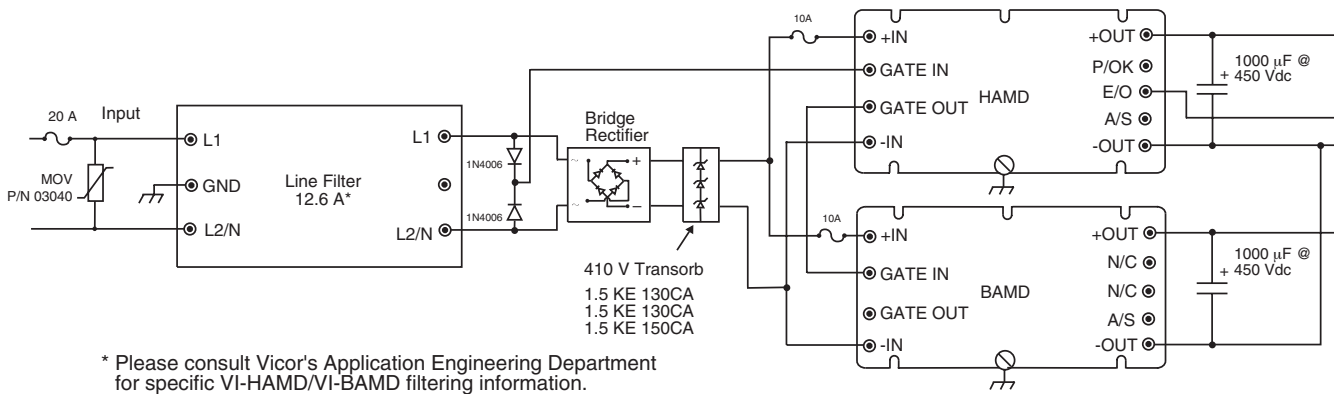 20 A
Input
MOV
P/N 03040
L1
GND
L2/N
Line Filter
12.6 A*
L1
L2/N
1N4006
1N4006
Bridge
Rectifier
~
~
+
–
410 V Transorb
1.5 KE 130CA
1.5 KE 130CA
1.5 KE 150CA
10A
+IN
GATE IN
GATE OUT
-IN
HAMD
+OUT
P/OK
E/O
A/S
-OUT
+
1000 µF @
450 Vdc
10A
+IN
GATE IN
GATE OUT
-IN
BAMD
+OUT
N/C
N/C
A/S
-OUT
+
1000 µF @
450 Vdc
* Please consult Vicor's Application Engineering Department
for specific VI-HAMD/VI-BAMD filtering information.